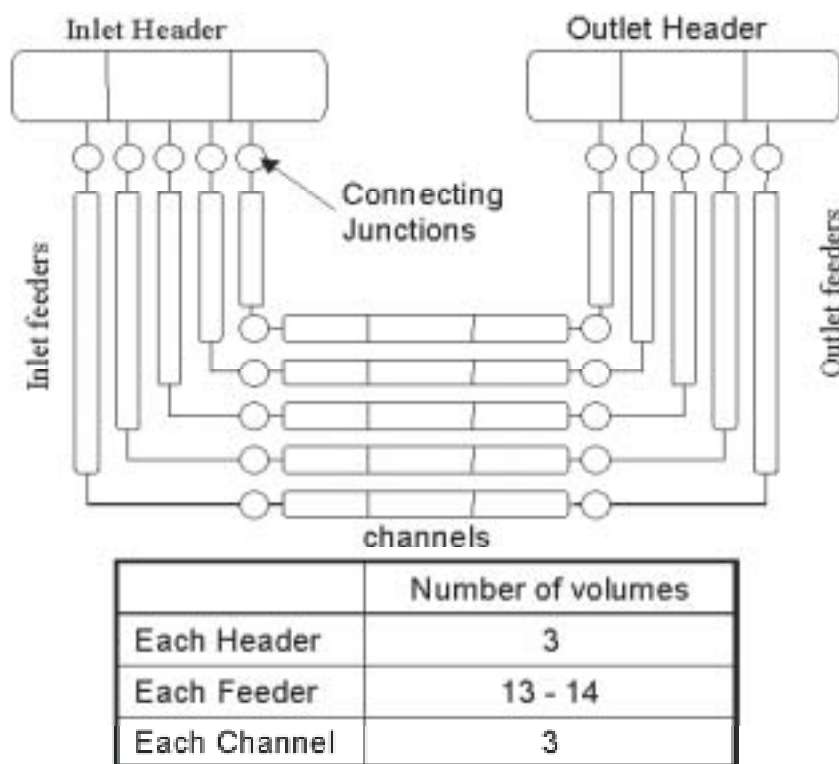 Inlet Header
Outlet Header
Connecting
Junctions
Inlet feeders
Outlet feeders
channels
Number of volumes
Each Header 3
Each Feeder 13 - 14
Each Channel 3